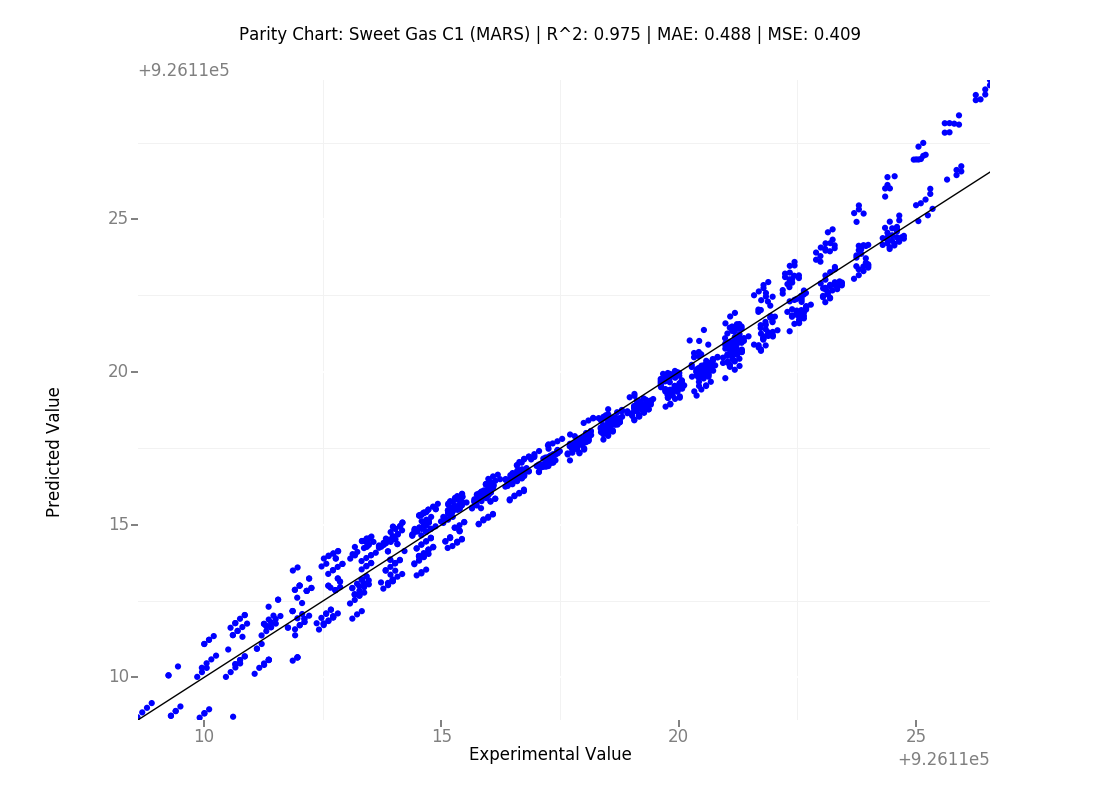 Parity Chart: Sweet Gas C1 (MARS) | R^2: 0.975 | MAE: 0.488 | MSE: 0.409
+9.2611e5
25
20
15
10
Predicted Value
10 15 20 25
Experimental Value
+9.2611e5